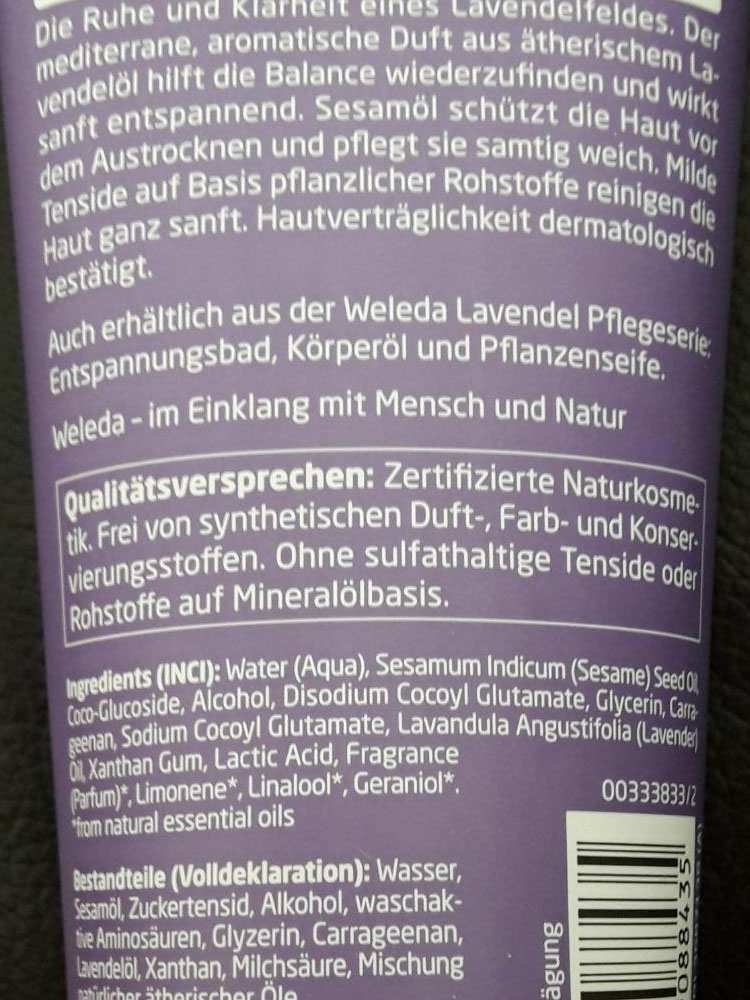 Die Ruhe und Klarheit eines Lavendelfeldes. Der
mediterrane, aromatische Duft aus ätherischem La-
vendelöl hilft die Balance wiederzufinden und wirkt
sanft entspannend. Sesamöl schützt die Haut vor
dem Austrocknen und pflegt sie samtig weich. Milde
Tenside auf Basis pflanzlicher Rohstoffe reinigen die
Haut ganz sanft. Hautverträglichkeit dermatologisch
bestätigt.
Auch erhältlich aus der Weleda Lavendel Pflegeserie:
Entspannungsbad, Körperöl und Pflanzenseife.
Weleda – im Einklang mit Mensch und Natur
Qualitätsversprechen: Zertifizierte Naturkosme-
tik. Frei von synthetischen Duft-, Farb- und Konser-
vierungsstoffen. Ohne sulfathaltige Tenside oder
Rohstoffe auf Mineralölbasis.
Ingredients (INCI): Water (Aqua), Sesamum Indicum (Sesame) Seed Oil,
Coco-Glucoside, Alcohol, Disodium Cocoyl Glutamate, Glycerin, Carra-
geenan, Sodium Cocoyl Glutamate, Lavandula Angustifolia (Lavender)
Oil, Xanthan Gum, Lactic Acid, Fragrance
(Parfum)*, Limonene*, Linalool*, Geraniol*.
*from natural essential oils
00333833/2
Bestandteile (Volldeklaration): Wasser,
Sesamöl, Zuckertensid, Alkohol, waschak-
tive Aminosäuren, Glyzerin, Carrageenan,
Lavendelöl, Xanthan, Milchsäure, Mischung
natürlicher ätherischer Öle
088435